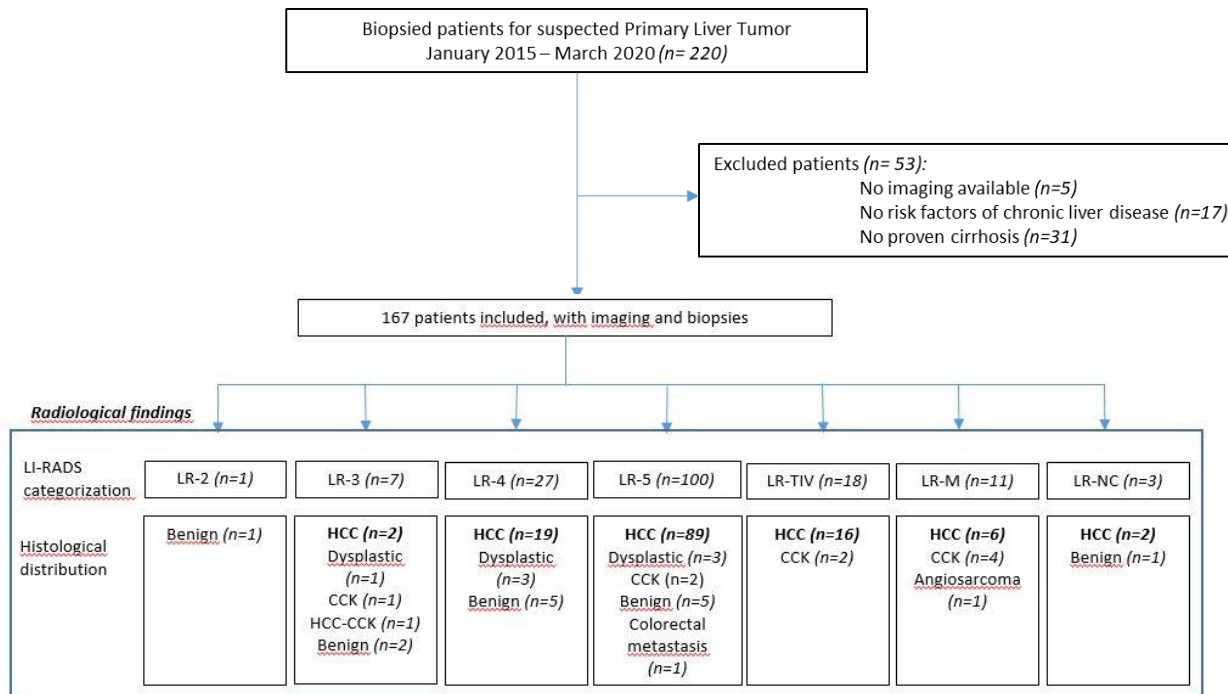 Biopsied patients for suspected Primary Liver Tumor
January 2015 – March 2020 (n= 220)
Excluded patients (n= 53):
No imaging available (n=5)
No risk factors of chronic liver disease (n=17)
No proven cirrhosis (n=31)
167 patients included, with imaging and biopsies
Radiological findings
LI-RADS
categorization
LR-2 (n=1)
LR-3 (n=7)
LR-4 (n=27)
LR-5 (n=100)
LR-TIV (n=18)
LR-M (n=11)
LR-NC (n=3)
Histological
distribution
Benign (n=1)
HCC (n=2)
Dysplastic
(n=1)
CCK (n=1)
HCC-CCK (n=1)
Benign (n=2)
HCC (n=19)
Dysplastic
(n=3)
Benign (n=5)
HCC (n=89)
Dysplastic (n=3)
CCK (n=2)
Benign (n=5)
Colorectal
metastasis
(n=1)
HCC (n=16)
CCK (n=2)
HCC (n=6)
CCK (n=4)
Angiosarcoma
(n=1)
HCC (n=2)
Benign (n=1)